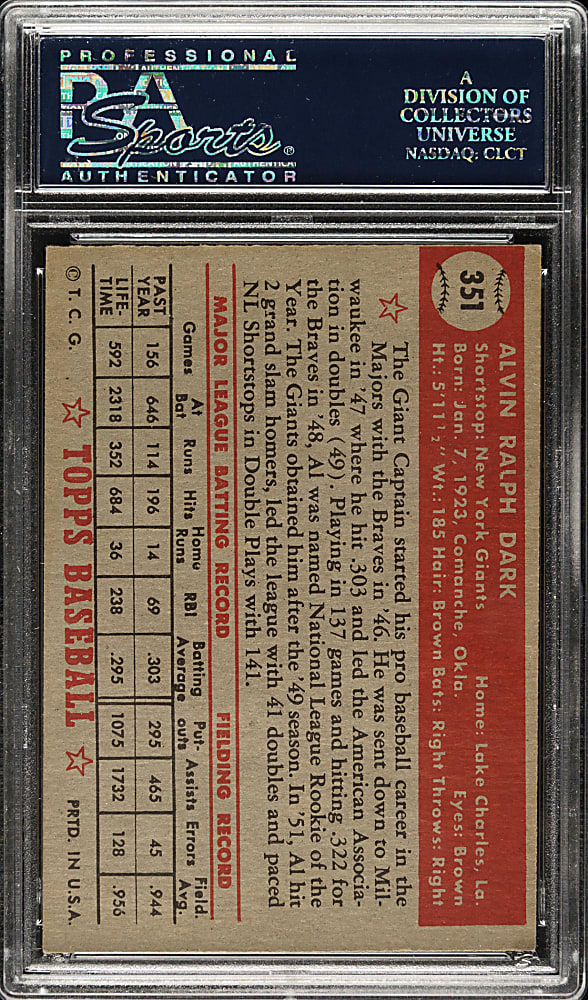 PROFESSIONAL
PSA
Sports®
AUTHENTICATOR
A
DIVISION OF
COLLECTORS
UNIVERSE
NASDAQ: CLCT
351
ALVIN RALPH DARK
Shortstop: New York Giants Home: Lake Charles, La.
Born: Jan. 7, 1923, Comanche, Okla. Eyes: Brown
Ht.: 5'11½" Wt.: 185 Hair: Brown Bats: Right Throws: Right
The Giant Captain started his pro baseball career in the
Majors with the Braves in '46. He was sent down to Mil-
waukee in '47 where he hit .303 and led the American Associa-
tion in doubles (49). Playing in 137 games and hitting .322 for
the Braves in '48, Al was named National League Rookie of the
Year. The Giants obtained him after the '49 season. In '51, Al hit
2 grand slam homers, led the league with 41 doubles and paced
NL Shortstops in Double Plays with 141.
MAJOR LEAGUE BATTING RECORD FIELDING RECORD
Games At Bat Runs Hits Home Runs RBI Batting Average Put-outs Assists Errors Field. Avg.
PAST YEAR 156 646 114 196 14 69 .303 295 465 45 .944
LIFE-TIME 592 2318 352 684 36 238 .295 1075 1732 128 .956
© T. C. G. ☆ TOPPS BASEBALL ☆ PRTD. IN U.S.A.